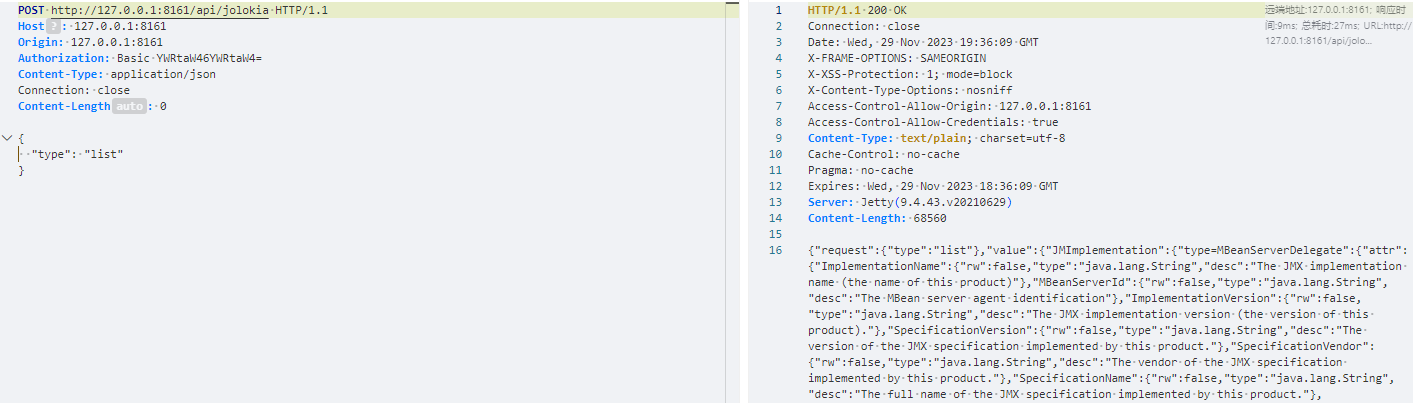 POST http://127.0.0.1:8161/api/jolokia HTTP/1.1
Host ? : 127.0.0.1:8161
Origin: 127.0.0.1:8161
Authorization: Basic YWRtaW46YWRtaW4=
Content-Type: application/json
Connection: close
Content-Length auto : 0
{
"type": "list"
}
1 HTTP/1.1 200 OK
远端地址:127.0.0.1:8161; 响应时
间:9ms; 总耗时:27ms; URL:http://
127.0.0.1:8161/api/jolo...
2 Connection: close
3 Date: Wed, 29 Nov 2023 19:36:09 GMT
4 X-FRAME-OPTIONS: SAMEORIGIN
5 X-XSS-Protection: 1; mode=block
6 X-Content-Type-Options: nosniff
7 Access-Control-Allow-Origin: 127.0.0.1:8161
8 Access-Control-Allow-Credentials: true
9 Content-Type: text/plain; charset=utf-8
10 Cache-Control: no-cache
11 Pragma: no-cache
12 Expires: Wed, 29 Nov 2023 18:36:09 GMT
13 Server: Jetty(9.4.43.v20210629)
14 Content-Length: 68560
15
16 {"request":{"type":"list"},"value":{"JMImplementation":{"type=MBeanServerDelegate":{"attr":
{"ImplementationName":{"rw":false,"type":"java.lang.String","desc":"The JMX implementation
name (the name of this product)"},"MBeanServerId":{"rw":false,"type":"java.lang.String",
"desc":"The MBean server agent identification"},"ImplementationVersion":{"rw":false,
"type":"java.lang.String","desc":"The JMX implementation version (the version of this
product)."},"SpecificationVersion":{"rw":false,"type":"java.lang.String","desc":"The
version of the JMX specification implemented by this product."},"SpecificationVendor":
{"rw":false,"type":"java.lang.String","desc":"The vendor of the JMX specification
implemented by this product."},"SpecificationName":{"rw":false,"type":"java.lang.String",
"desc":"The full name of the JMX specification implemented by this product."},